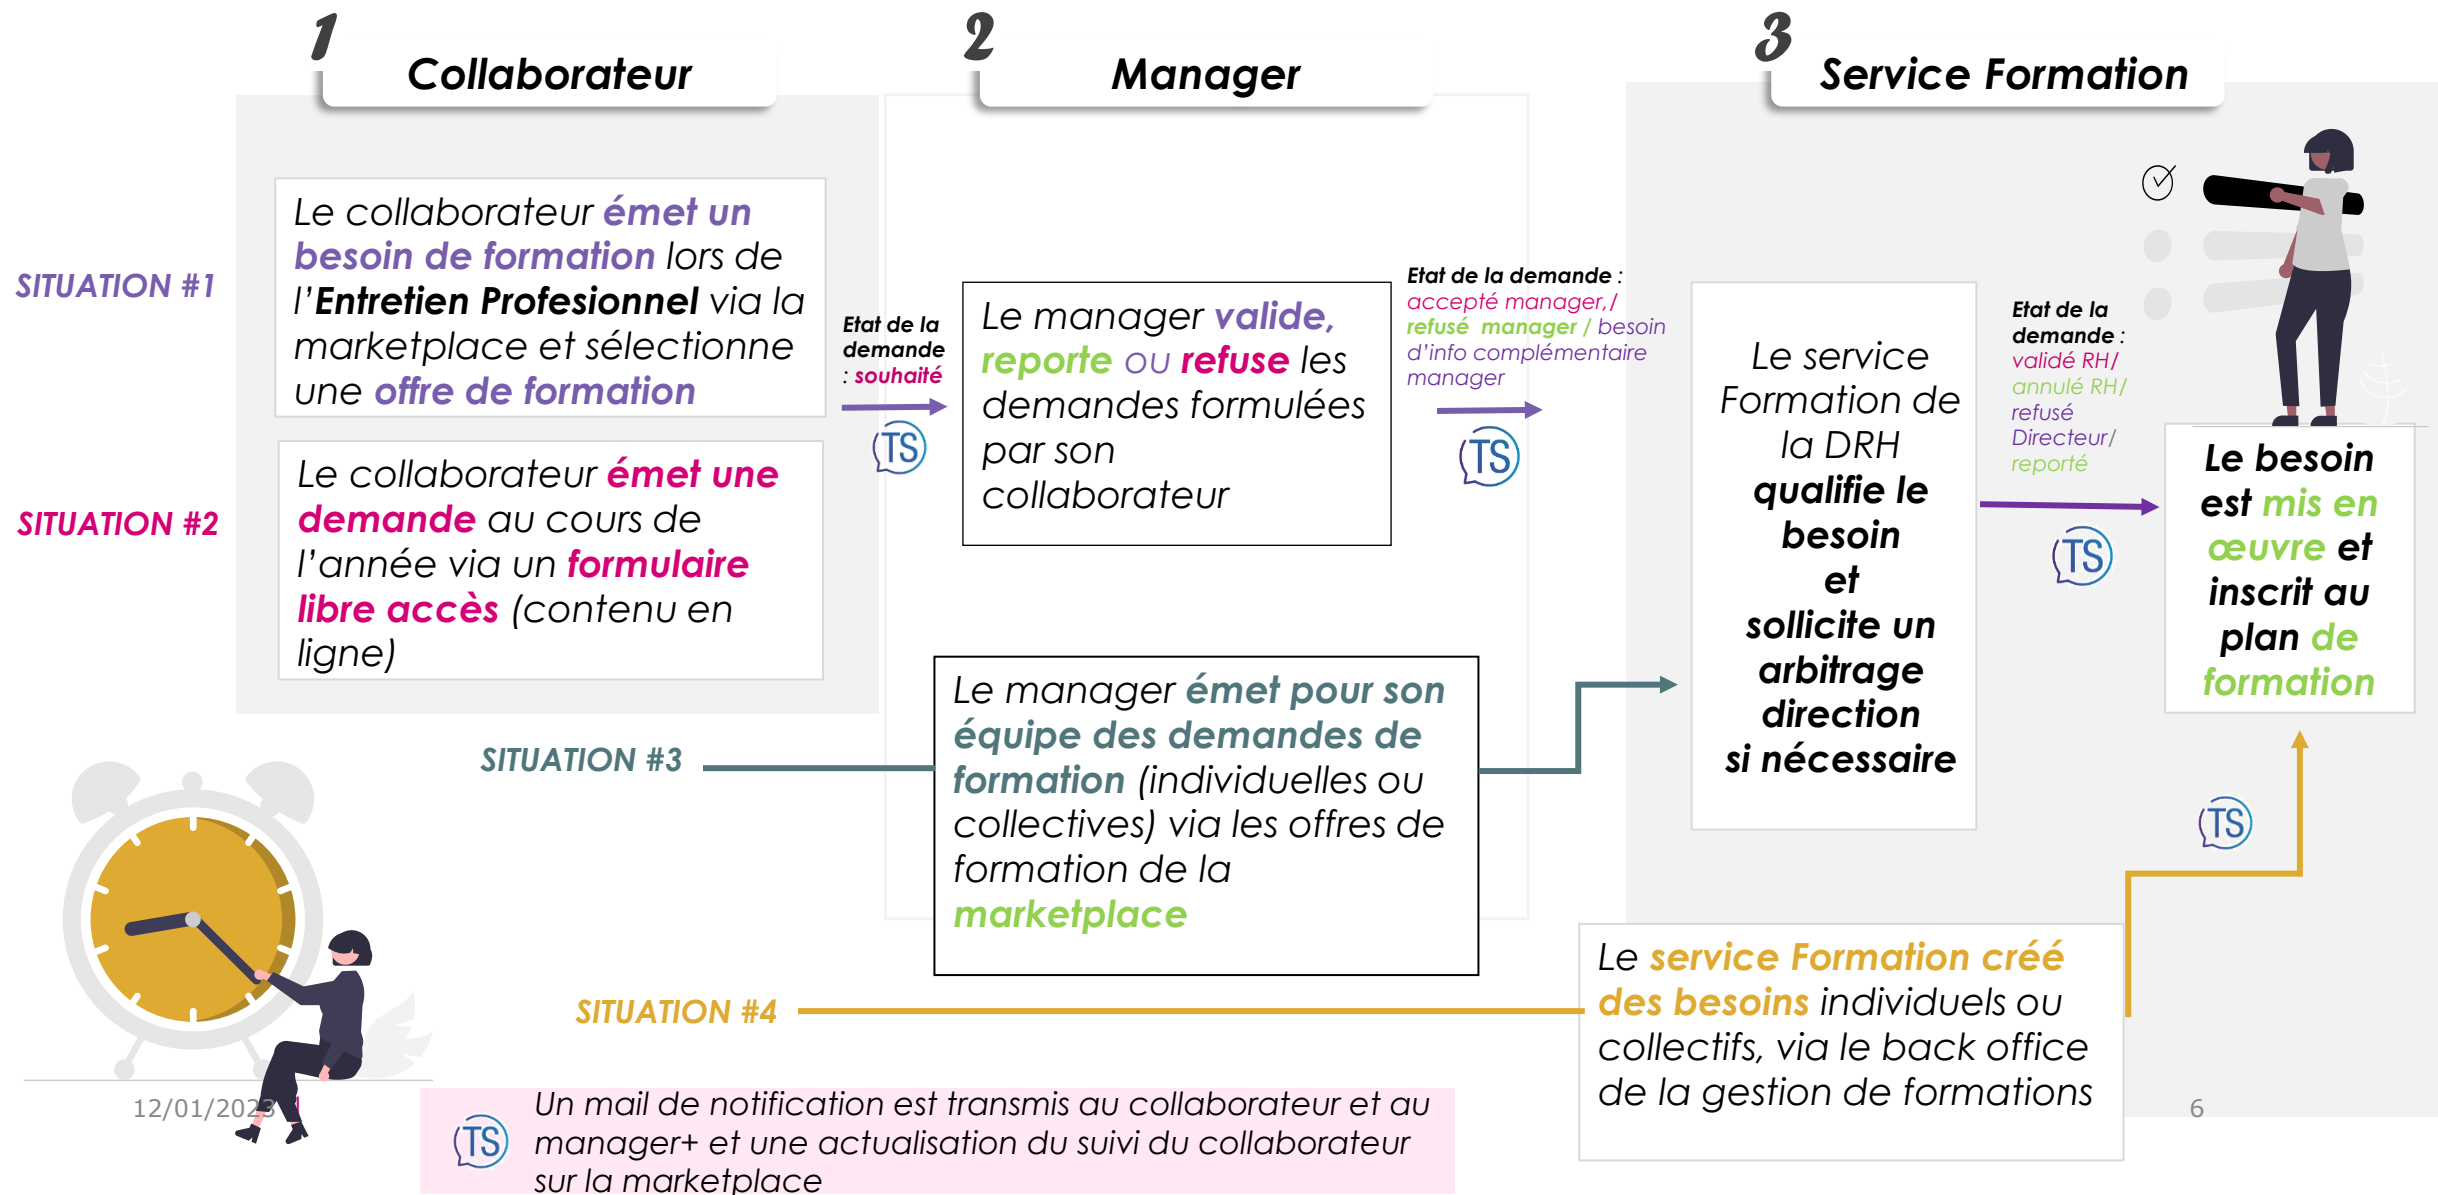 1
Collaborateur
2
Manager
3
Service Formation
SITUATION #1
Le collaborateur émet un
besoin de formation lors de
l'Entretien Profesionnel via la
marketplace et sélectionne
une offre de formation
SITUATION #2
Le collaborateur émet une
demande au cours de
l'année via un formulaire
libre accès (contenu en
ligne)
Etat de la
demande
: souhaité
TS
Le manager valide,
reporte ou refuse les
demandes formulées
par son
collaborateur
Etat de la demande :
accepté manager,/
refusé manager / besoin
d'info complémentaire
manager
TS
Le service
Formation de
la DRH
qualifie le
besoin
et
sollicite un
arbitrage
direction
si nécessaire
Etat de la
demande :
validé RH/
annulé RH/
refusé
Directeur/
reporté
TS
Le besoin
est mis en
œuvre et
inscrit au
plan de
formation
SITUATION #3
Le manager émet pour son
équipe des demandes de
formation (individuelles ou
collectives) via les offres de
formation de la
marketplace
TS
SITUATION #4
Le service Formation créé
des besoins individuels ou
collectifs, via le back office
de la gestion de formations
12/01/2023
TS
Un mail de notification est transmis au collaborateur et au
manager+ et une actualisation du suivi du collaborateur
sur la marketplace
6